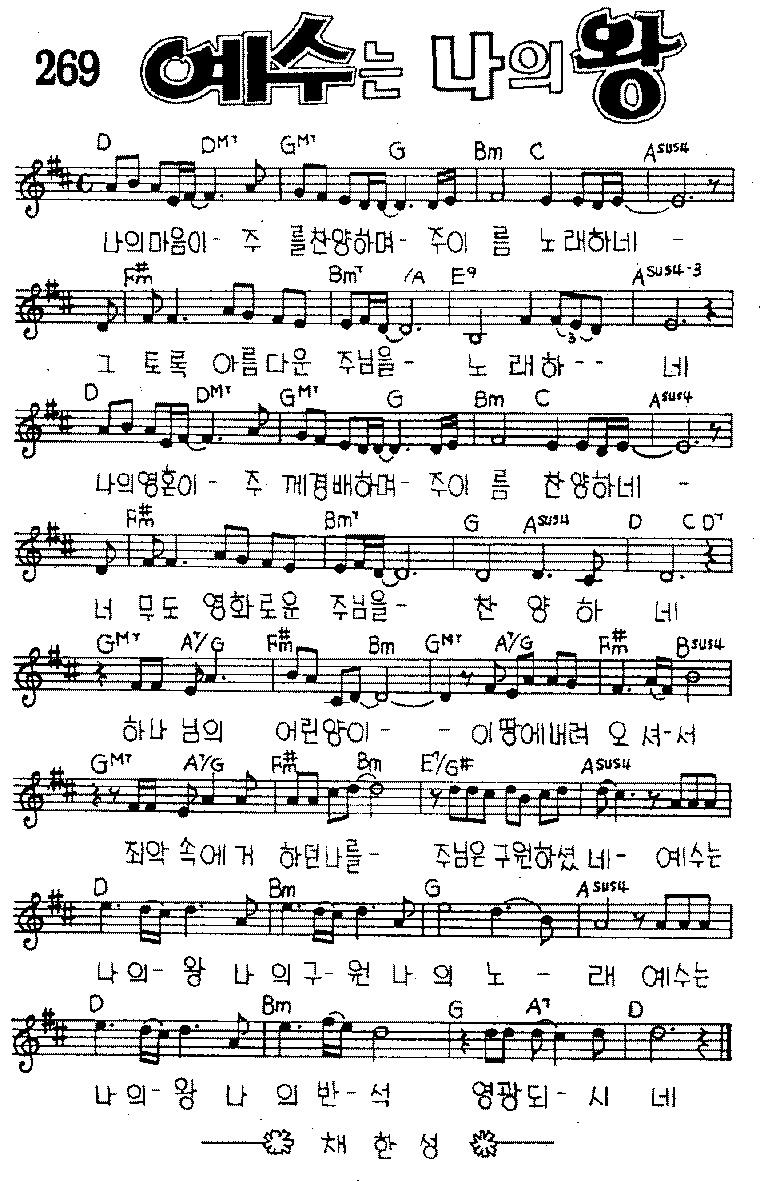 269 예수는 나의 왕
D DM7 GM7 G Bm C Asus4
나의마음이- 주 를찬양하며- 주이 름 노래하네 -
F#m Bm7 /A E9 Asus4-3
3
그 토록 아름다운 주님을- 노 래하-- 네
D DM7 GM7 G Bm C Asus4
나의영혼이- 주 께경배하며- 주이 름 찬양하네 -
F#m Bm7 G Asus4 D C D7
너 무도 영화로운 주님을- 찬 양 하 네
GM7 A7/G F#m Bm GM7 A7/G F#m Bsus4
하나 님의 어린양이- - 이땅에내려 오 셔-서
GM7 A7/G F#m Bm E7/G# Asus4
죄악 속에 거 하던나를- 주님은구원하셨 네- 예수는
D Bm G Asus4
나의-왕 나의구-원 나 의 노 - 래 예수는
D Bm G A7 D
나의-왕 나 의 반-석 영광되-시 네
채 한 성